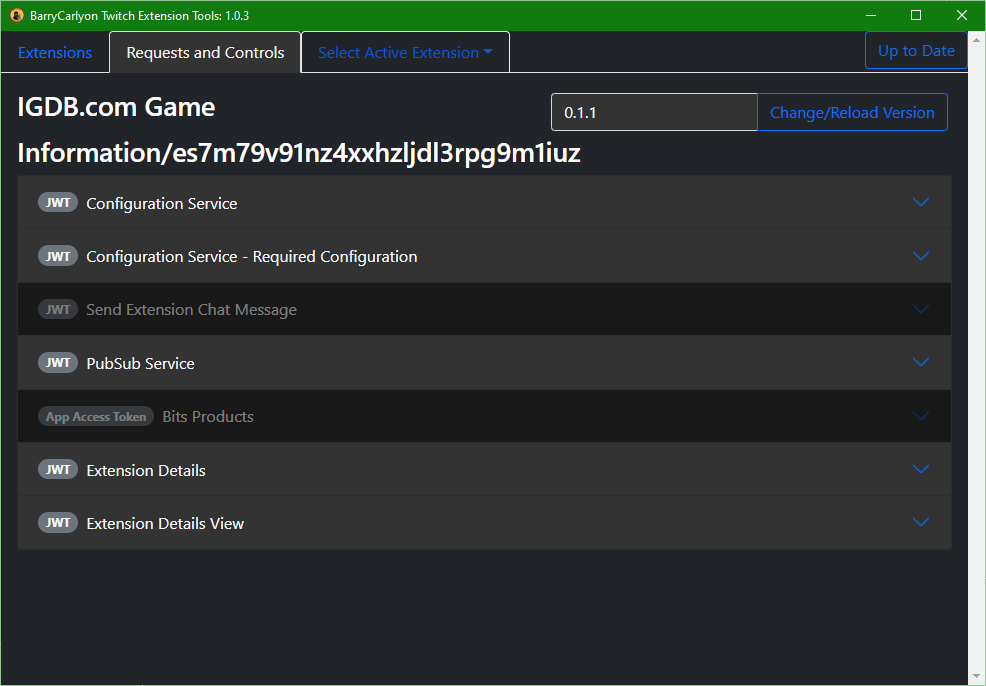 BarryCarlyon Twitch Extension Tools: 1.0.3
Extensions
Requests and Controls
Select Active Extension
Up to Date
IGDB.com Game
Information/es7m79v91nz4xxhzljdl3rpg9m1iuz
0.1.1
Change/Reload Version
JWT Configuration Service
JWT Configuration Service - Required Configuration
JWT Send Extension Chat Message
JWT PubSub Service
App Access Token Bits Products
JWT Extension Details
JWT Extension Details View